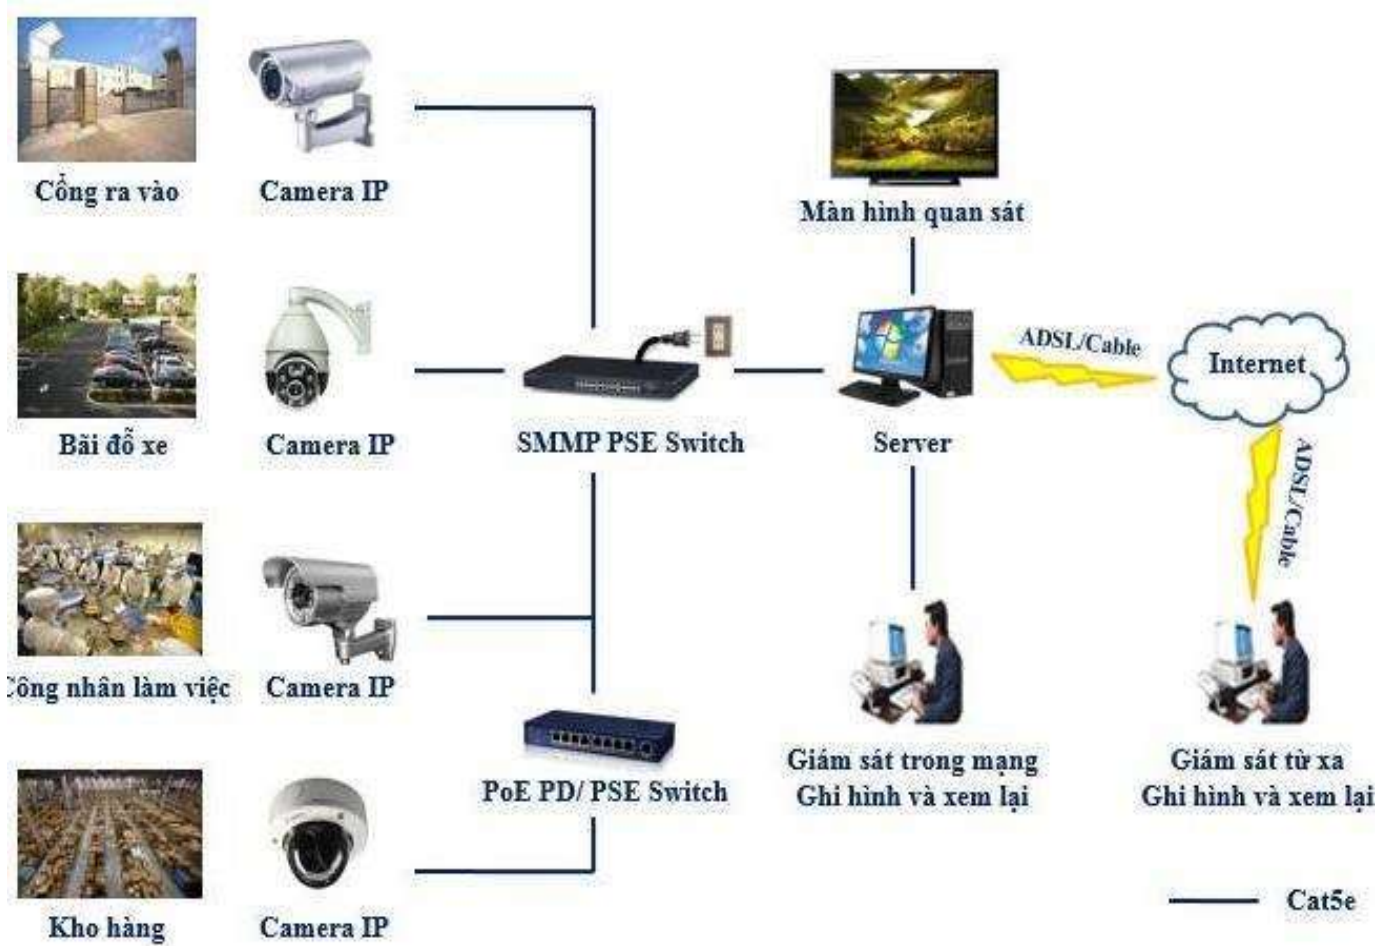 Cổng ra vào
Camera IP
Màn hình quan sát
ADSL/Cable
Internet
Bãi đỗ xe
Camera IP
SMMP PSE Switch
Server
ADSL/Cable
Công nhân làm việc
Camera IP
PoE PD/ PSE Switch
Giám sát trong mạng
Ghi hình và xem lại
Giám sát từ xa
Ghi hình và xem lại
Kho hàng
Camera IP
Cat5e